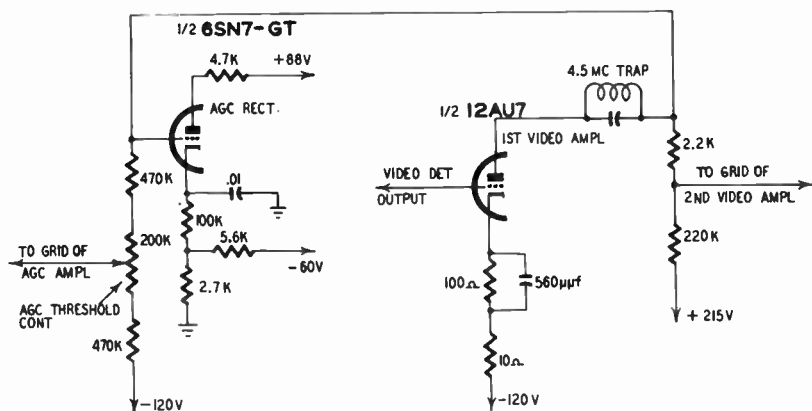 1/2 6SN7-GT
4.7K
+88V
AGC RECT.
470K
.01
100K
200K
5.6K
TO GRID OF
AGC AMPL
-60V
2.7K
AGC THRESHOLD
CONT
470K
-120V
4.5 MC TRAP
1/2 12AU7
1ST VIDEO AMPL
2.2K
VIDEO DET
OUTPUT
TO GRID OF
2ND VIDEO AMPL
220K
100Ω
560μμf
10Ω
+215V
-120V